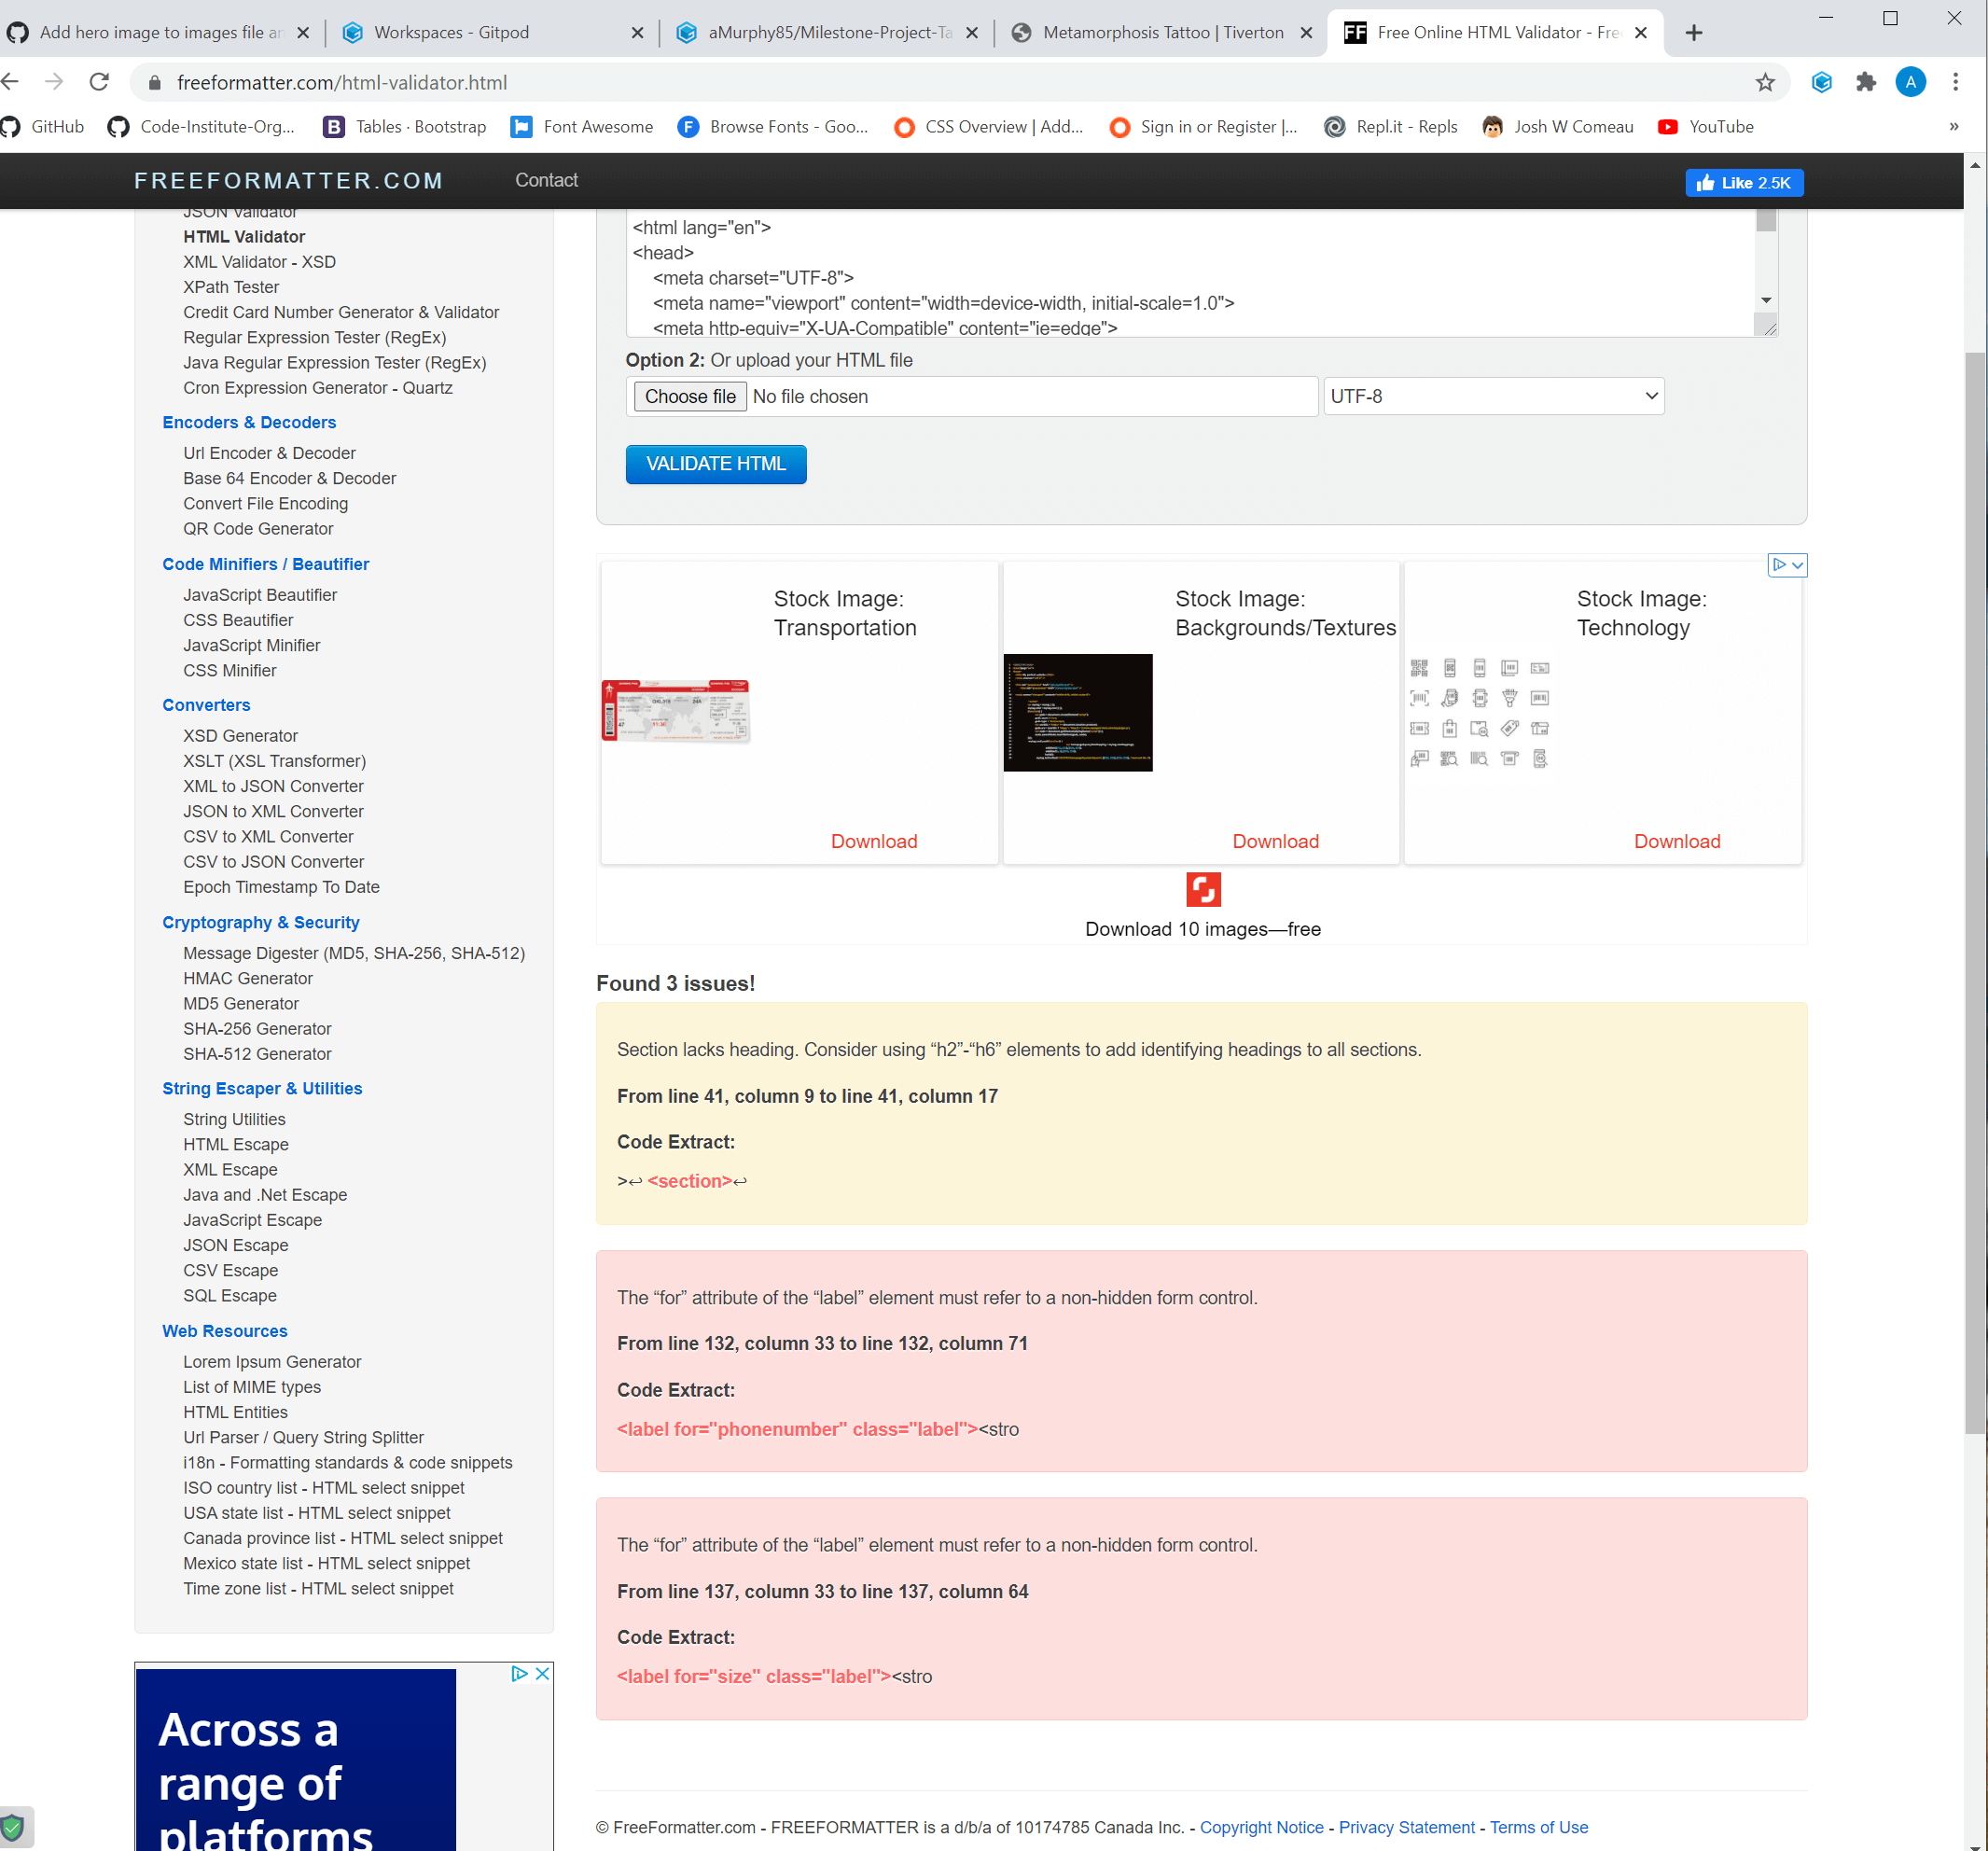 Add hero image to images file an
Workspaces - Gitpod
aMurphy85/Milestone-Project-Ta
Metamorphosis Tattoo | Tiverton
FF Free Online HTML Validator - Fre
freeformatter.com/html-validator.html
A
GitHub
Code-Institute-Org...
B Tables · Bootstrap
Font Awesome
F Browse Fonts - Goo...
CSS Overview | Add...
Sign in or Register |...
Repl.it - Repls
Josh W Comeau
YouTube
»
FREEFORMATTER.COM
Contact
Like 2.5K
JSON Validator
HTML Validator
XML Validator - XSD
XPath Tester
Credit Card Number Generator & Validator
Regular Expression Tester (RegEx)
Java Regular Expression Tester (RegEx)
Cron Expression Generator - Quartz
Encoders & Decoders
Url Encoder & Decoder
Base 64 Encoder & Decoder
Convert File Encoding
QR Code Generator
Code Minifiers / Beautifier
JavaScript Beautifier
CSS Beautifier
JavaScript Minifier
CSS Minifier
Converters
XSD Generator
XSLT (XSL Transformer)
XML to JSON Converter
JSON to XML Converter
CSV to XML Converter
CSV to JSON Converter
Epoch Timestamp To Date
Cryptography & Security
Message Digester (MD5, SHA-256, SHA-512)
HMAC Generator
MD5 Generator
SHA-256 Generator
SHA-512 Generator
String Escaper & Utilities
String Utilities
HTML Escape
XML Escape
Java and .Net Escape
JavaScript Escape
JSON Escape
CSV Escape
SQL Escape
Web Resources
Lorem Ipsum Generator
List of MIME types
HTML Entities
Url Parser / Query String Splitter
i18n - Formatting standards & code snippets
ISO country list - HTML select snippet
USA state list - HTML select snippet
Canada province list - HTML select snippet
Mexico state list - HTML select snippet
Time zone list - HTML select snippet
Across a
range of
platforms
<html lang="en">
<head>
<meta charset="UTF-8">
<meta name="viewport" content="width=device-width, initial-scale=1.0">
<meta http-equiv="X-UA-Compatible" content="ie=edge">
Option 2: Or upload your HTML file
Choose file No file chosen
UTF-8
VALIDATE HTML
Stock Image:
Transportation
Download
Stock Image:
Backgrounds/Textures
Download
Stock Image:
Technology
Download
Download 10 images—free
Found 3 issues!
Section lacks heading. Consider using “h2”-“h6” elements to add identifying headings to all sections.
From line 41, column 9 to line 41, column 17
Code Extract:
>↩ <section>↩
The “for” attribute of the “label” element must refer to a non-hidden form control.
From line 132, column 33 to line 132, column 71
Code Extract:
<label for="phonenumber" class="label"><stro
The “for” attribute of the “label” element must refer to a non-hidden form control.
From line 137, column 33 to line 137, column 64
Code Extract:
<label for="size" class="label"><stro
© FreeFormatter.com - FREEFORMATTER is a d/b/a of 10174785 Canada Inc. - Copyright Notice - Privacy Statement - Terms of Use